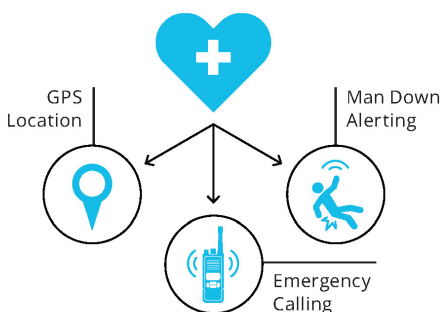 GPS
Location
Man Down
Alerting
Emergency
Calling